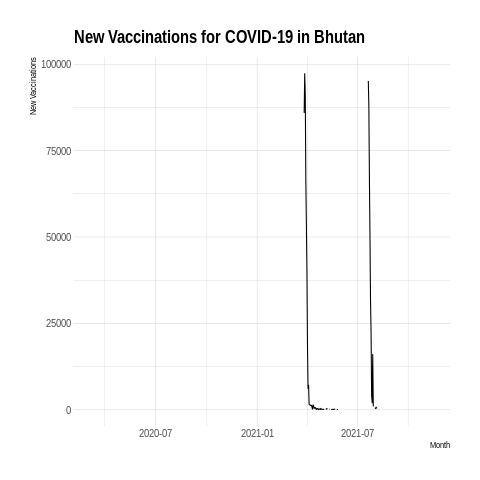 New Vaccinations for COVID-19 in Bhutan
New Vaccinations
100000
75000
50000
25000
0
2020-07 2021-01 2021-07
Month